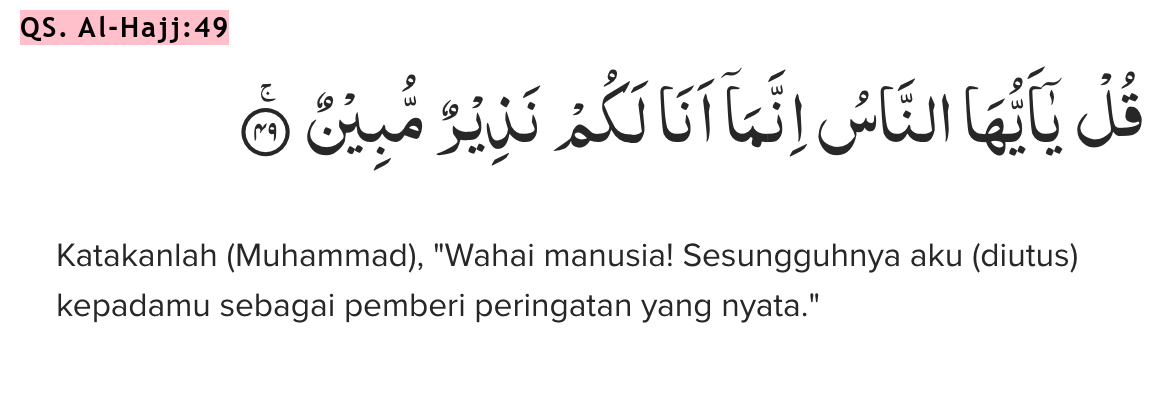 QS. Al-Hajj:49
قُلْ يٰٓاَيُّهَا النَّاسُ اِنَّمَآ اَنَا۠ لَكُمْ نَذِيْرٌ مُّبِيْنٌ ۚ ۝٤٩
Katakanlah (Muhammad), "Wahai manusia! Sesungguhnya aku (diutus)
kepadamu sebagai pemberi peringatan yang nyata."